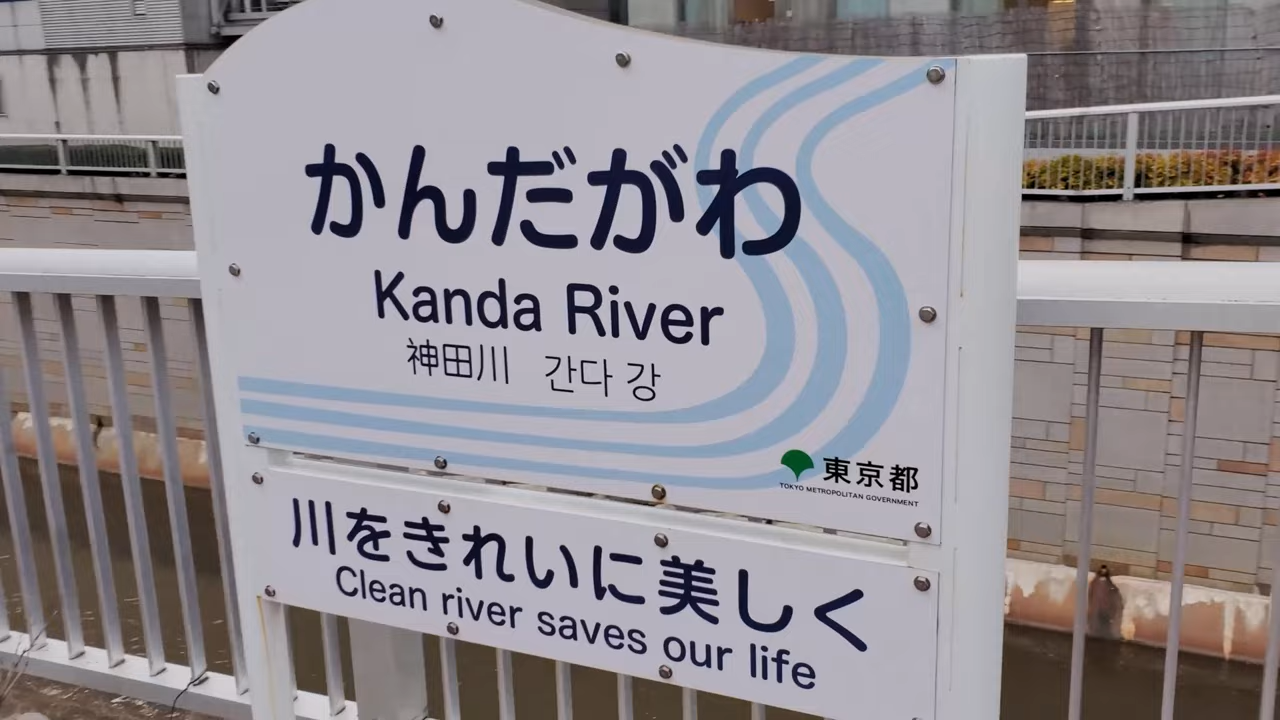 かんだがわ
Kanda River
神田川 간다 강
東京都
TOKYO METROPOLITAN GOVERNMENT
川をきれいに美しく
Clean river saves our life